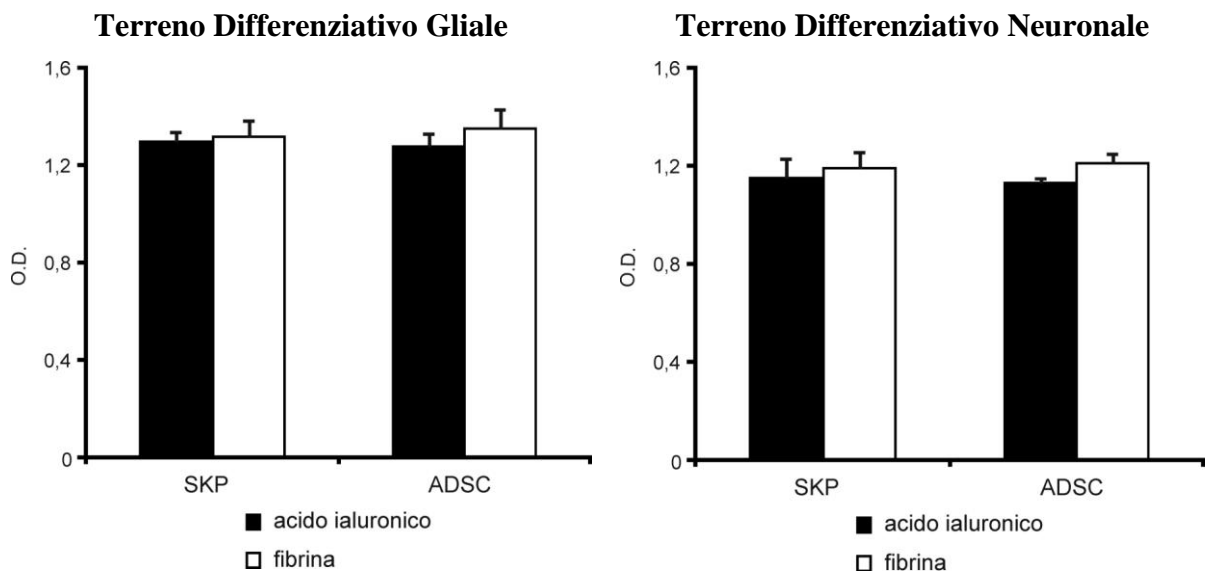 Terreno Differenziativo Gliale
1,6
1,2
0,8
0,4
0
O.D.
SKP
ADSC
acido ialuronico
fibrina
Terreno Differenziativo Neuronale
1,6
1,2
0,8
0,4
0
O.D.
SKP
ADSC
acido ialuronico
fibrina